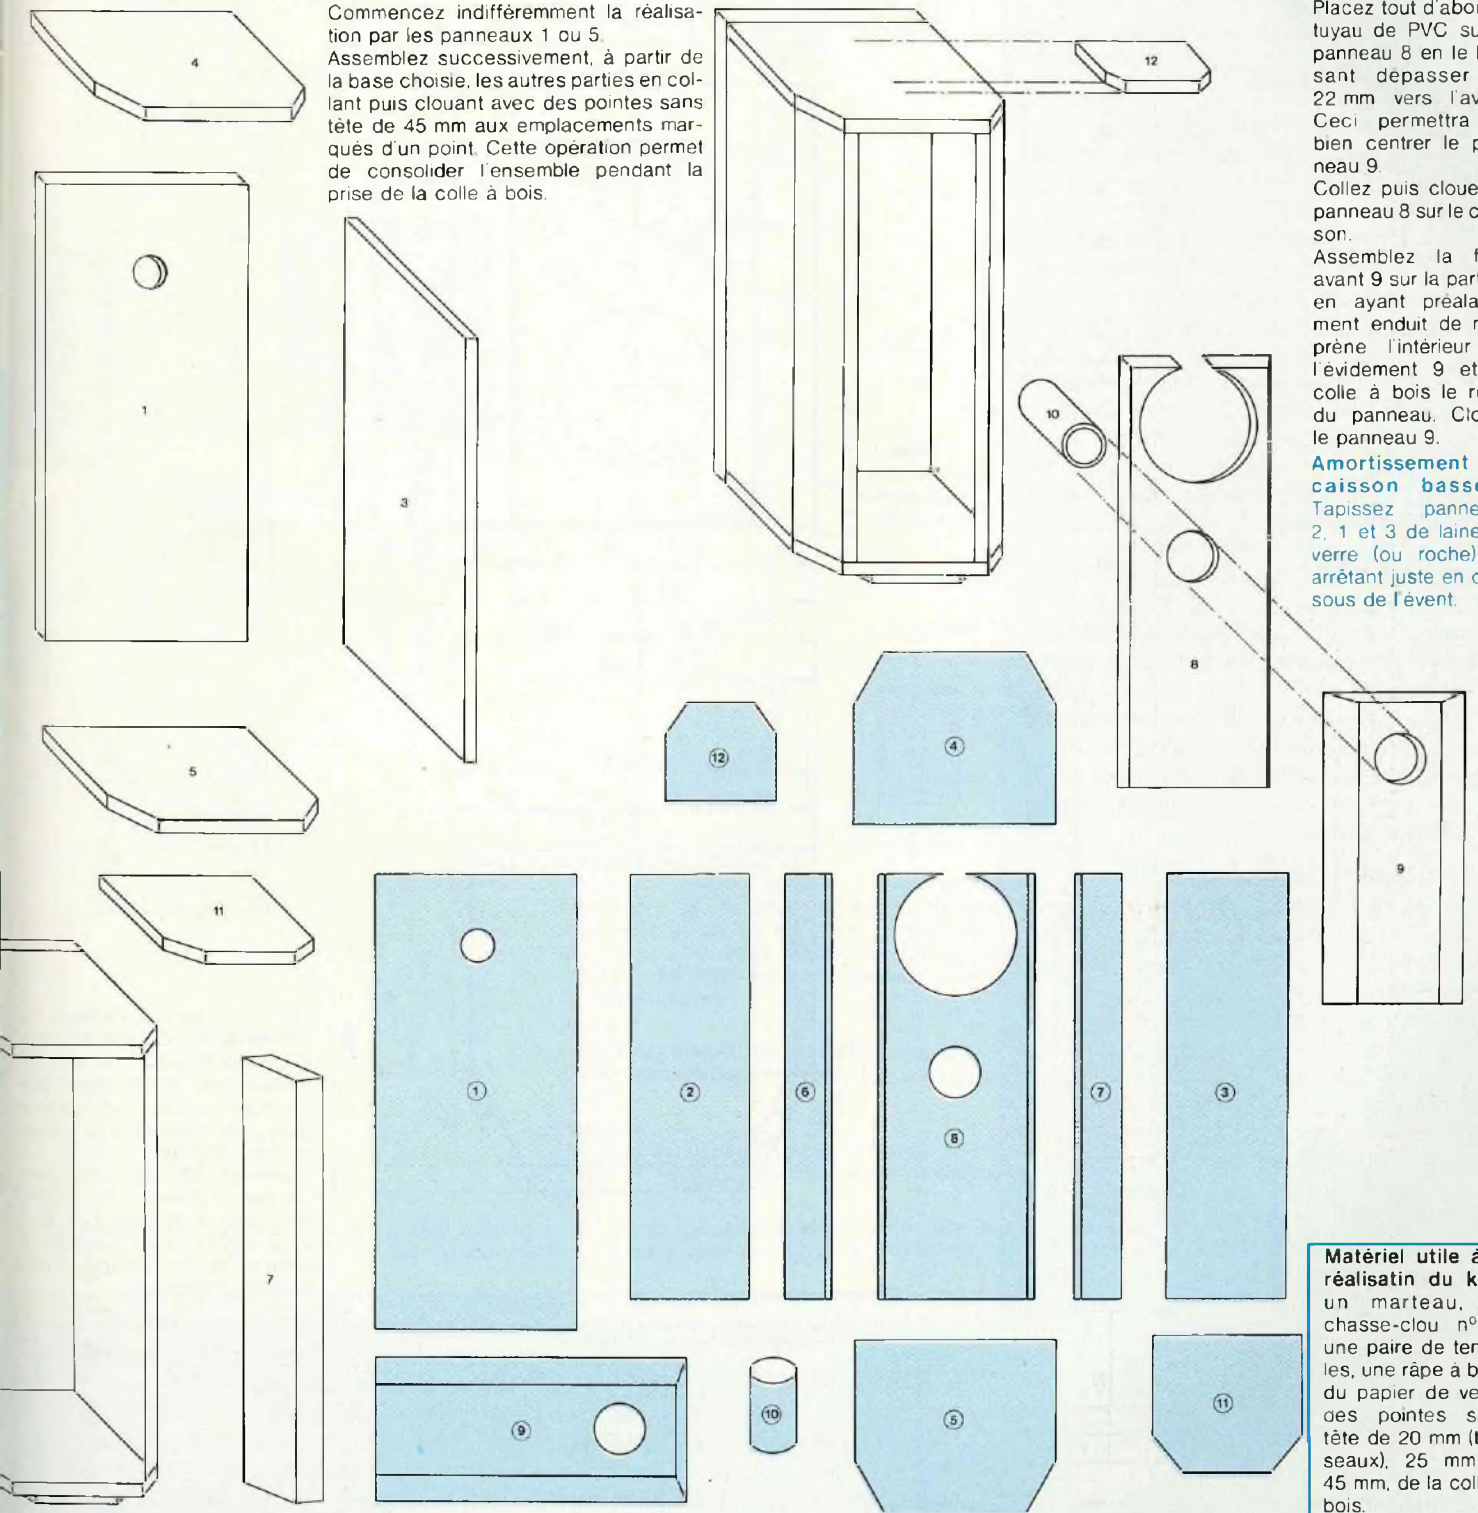 Commencez indifféremment la réalisa-
tion par les panneaux 1 ou 5.
Assemblez successivement, à partir de
la base choisie, les autres parties en col-
lant puis clouant avec des pointes sans
tête de 45 mm aux emplacements mar-
qués d'un point. Cette opération permet
de consolider l'ensemble pendant la
prise de la colle à bois.
Placez tout d'abor
tuyau de PVC su
panneau 8 en le l
sant dépasser
22 mm vers l'av
Ceci permettra
bien centrer le p
neau 9.
Collez puis cloue
panneau 8 sur le c
son.
Assemblez la f
avant 9 sur la part
en ayant préala
ment enduit de r
prène l'intérieur
l'évidement 9 et
colle à bois le r
du panneau. Clo
le panneau 9.
Amortissement
caisson bass
Tapissez panne
2, 1 et 3 de laine
verre (ou roche)
arrêtant juste en d
sous de l'évent.
4
12
1
3
10
8
5
12
4
9
11
1
2
6
8
7
3
7
9
10
5
11
Matériel utile à
réalisatin du k
un marteau,
chasse-clou n°
une paire de ter
les, une râpe à b
du papier de ve
des pointes s
tête de 20 mm (t
seaux), 25 mm
45 mm, de la coll
bois.